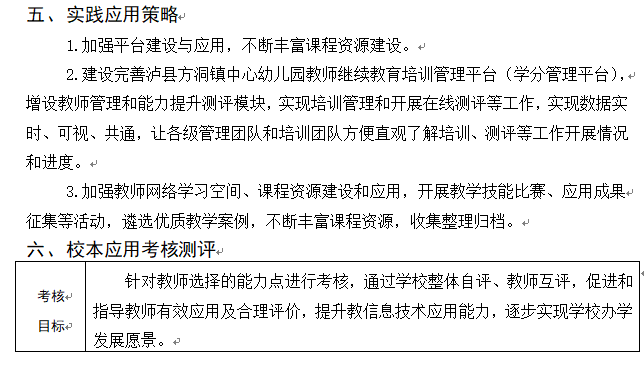 五、实践应用策略
1.加强平台建设与应用，不断丰富课程资源建设。
2.建设完善泸县方洞镇中心幼儿园教师继续教育培训管理平台（学分管理平台），
增设教师管理和能力提升测评模块，实现培训管理和开展在线测评等工作，实现数据实
时、可视、共通，让各级管理团队和培训团队方便直观了解培训、测评等工作开展情况
和进度。
3.加强教师网络学习空间、课程资源建设和应用，开展教学技能比赛、应用成果
征集等活动，遴选优质教学案例，不断丰富课程资源，收集整理归档。
六、校本应用考核测评
考核
目标
针对教师选择的能力点进行考核，通过学校整体自评、教师互评，促进和
指导教师有效应用及合理评价，提升教信息技术应用能力，逐步实现学校办学
发展愿景。